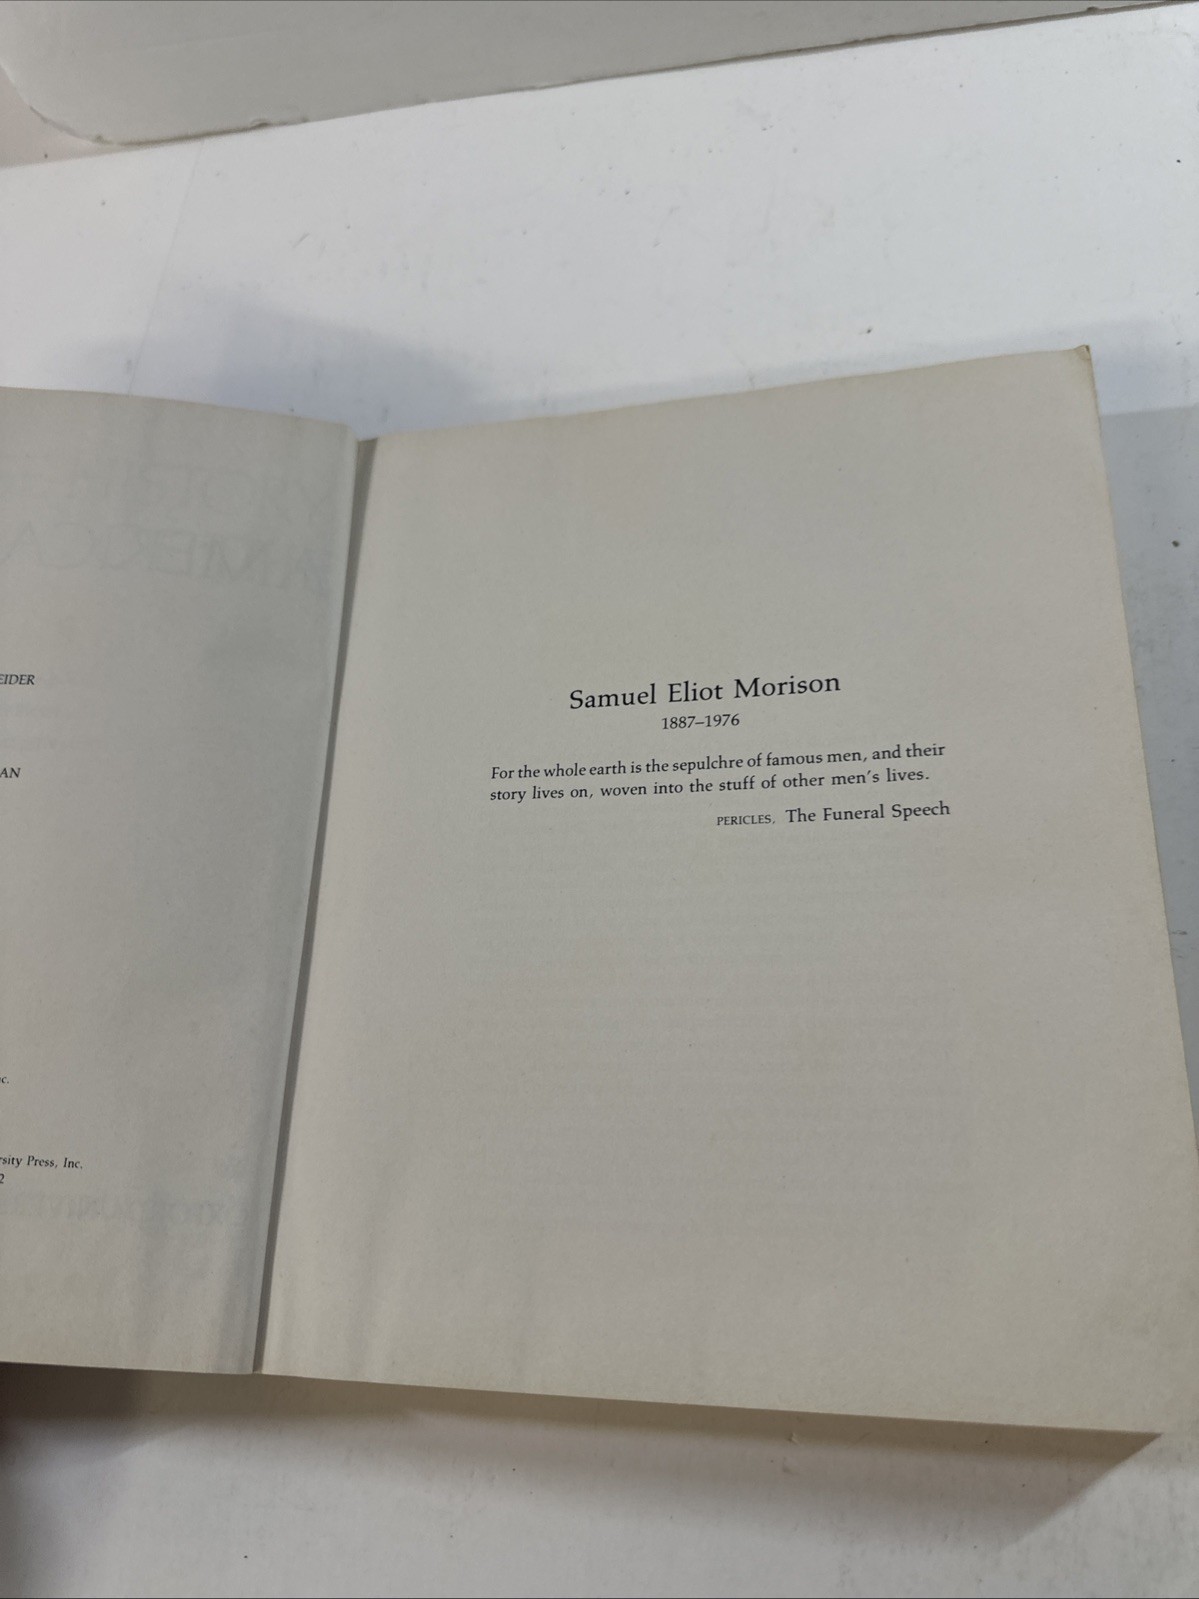 EIDER
AN
c.
rsity Press, Inc.
2
Samuel Eliot Morison
1887–1976
For the whole earth is the sepulchre of famous men, and their
story lives on, woven into the stuff of other men's lives.
PERICLES, The Funeral Speech